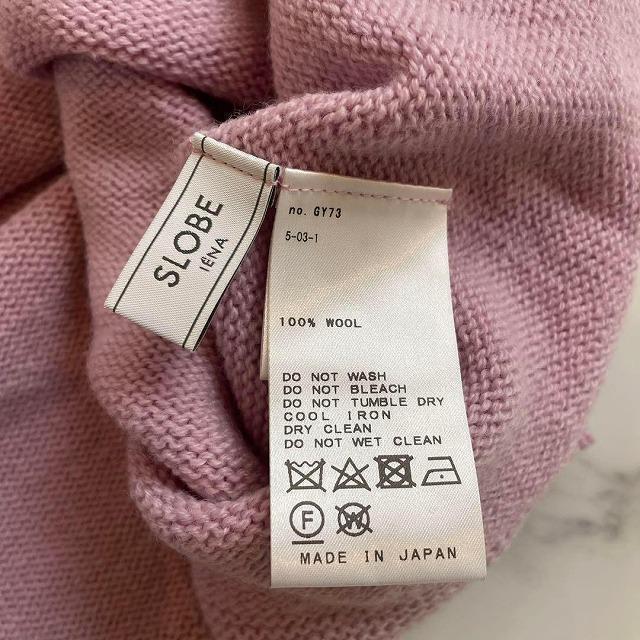 SLOBE
IÉNA
no. GY73
5-03-1
100% WOOL
DO NOT WASH
DO NOT BLEACH
DO NOT TUMBLE DRY
COOL IRON
DRY CLEAN
DO NOT WET CLEAN
F W
MADE IN JAPAN